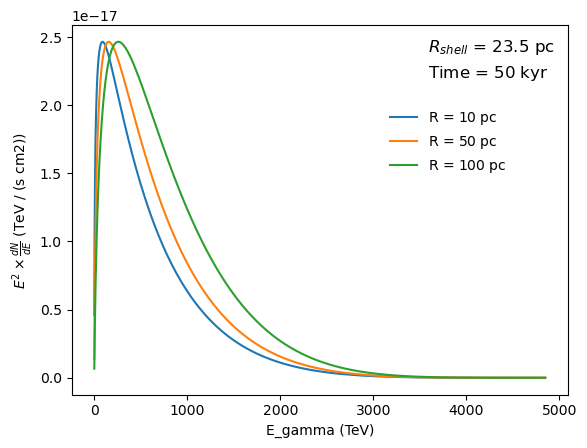 1e−17
R_shell = 23.5 pc
Time = 50 kyr
R = 10 pc
R = 50 pc
R = 100 pc
E² × dN/dE (TeV / (s cm2))
2.5
2.0
1.5
1.0
0.5
0.0
0 1000 2000 3000 4000 5000
E_gamma (TeV)